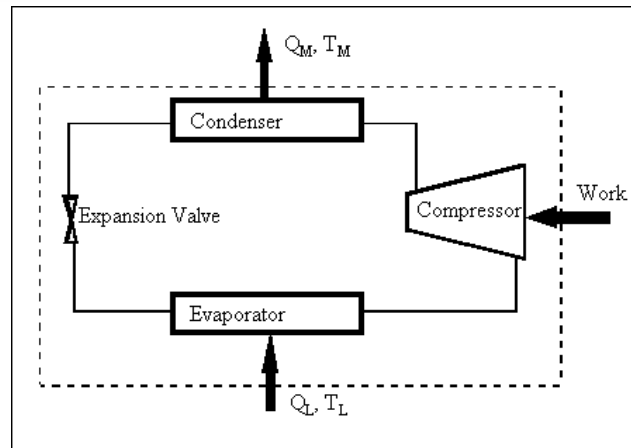 Q_M, T_M
Condenser
Work
Compressor
Expansion Valve
Evaporator
Q_L, T_L